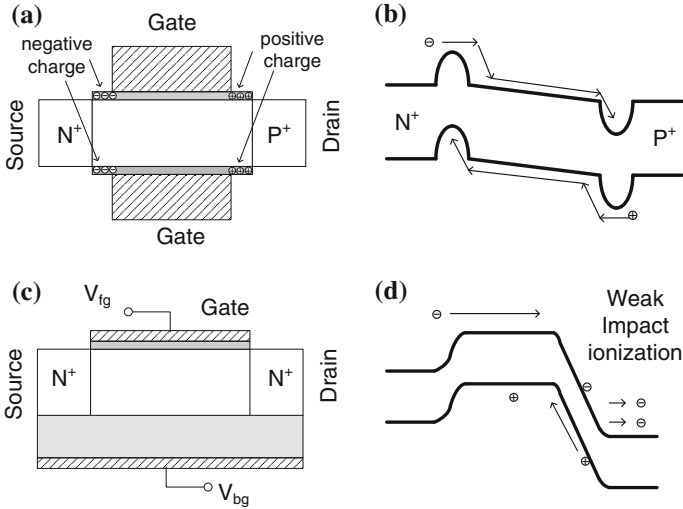 (a)
Gate
negative
charge
positive
charge
Source
N+
P+
Drain
Gate
(b)
N+
P+
(c)
Vfg
Gate
Source
N+
N+
Drain
Vbg
(d)
Weak
Impact
ionization